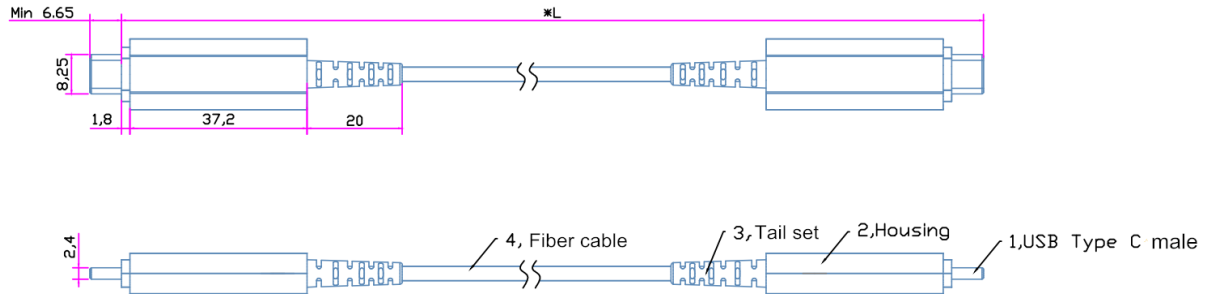 Min 6.65
*L
8,25
1,8
37,2
20
2,4
4, Fiber cable
3,Tail set
2,Housing
1,USB Type C male